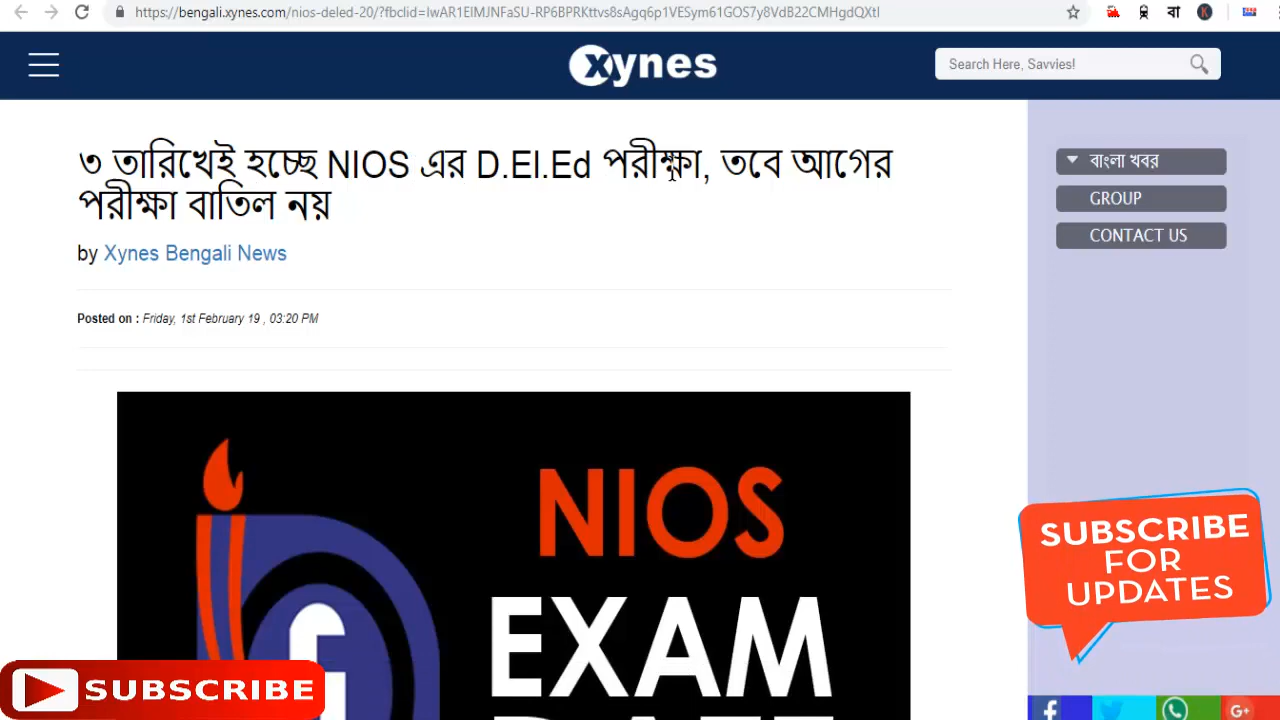 https://bengali.xynes.com/nios-deled-20/?fbclid=IwAR1EIMJNFaSU-RP6BPRKttvs8sAgq6p1VESym61GOS7y8VdB22CMHgdQXtI
বা
K
xynes
Search Here, Savvies!
৩ তারিখেই হচ্ছে NIOS এর D.El.Ed পরীক্ষা, তবে আগের
পরীক্ষা বাতিল নয়
by Xynes Bengali News
Posted on : Friday, 1st February 19 , 03:20 PM
বাংলা খবর
GROUP
CONTACT US
NIOS
EXAM
SUBSCRIBE
FOR
UPDATES
SUBSCRIBE